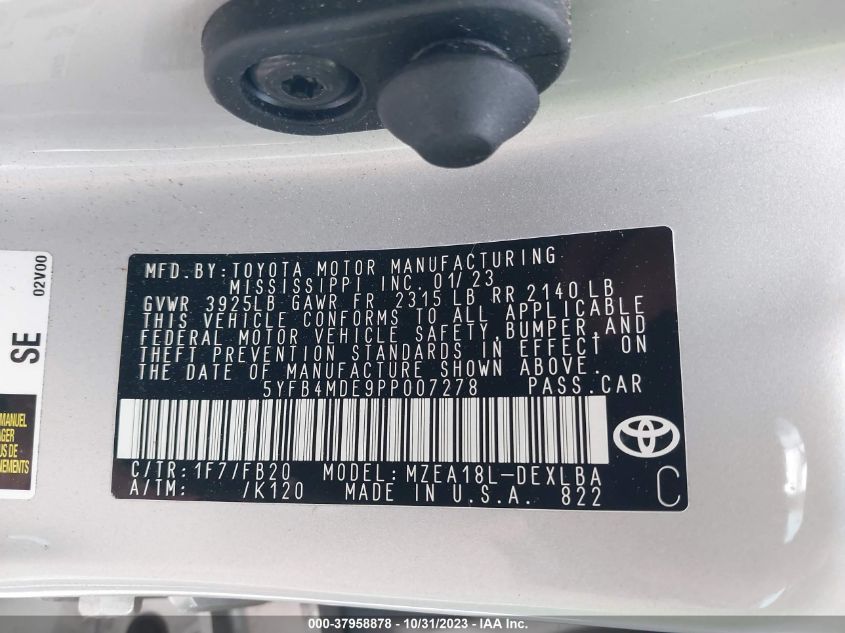 MFD. BY: TOYOTA MOTOR MANUFACTURING
MISSISSIPPI INC. 01/23
GVWR 3925LB GAWR FR 2315 LB RR 2140 LB
THIS VEHICLE CONFORMS TO ALL APPLICABLE
FEDERAL MOTOR VEHICLE SAFETY, BUMPER, AND
THEFT PREVENTION STANDARDS IN EFFECT ON
THE DATE OF MANUFACTURE SHOWN ABOVE.
5YFB4MDE9PP007278 PASS. CAR
C/TR: 1F7/FB20 MODEL: MZEA18L-DEXLBA
A/TM: /K120 MADE IN U.S.A. 822
C
02V00
SE
MANUEL
000-37958878 - 10/31/2023 - IAA Inc.